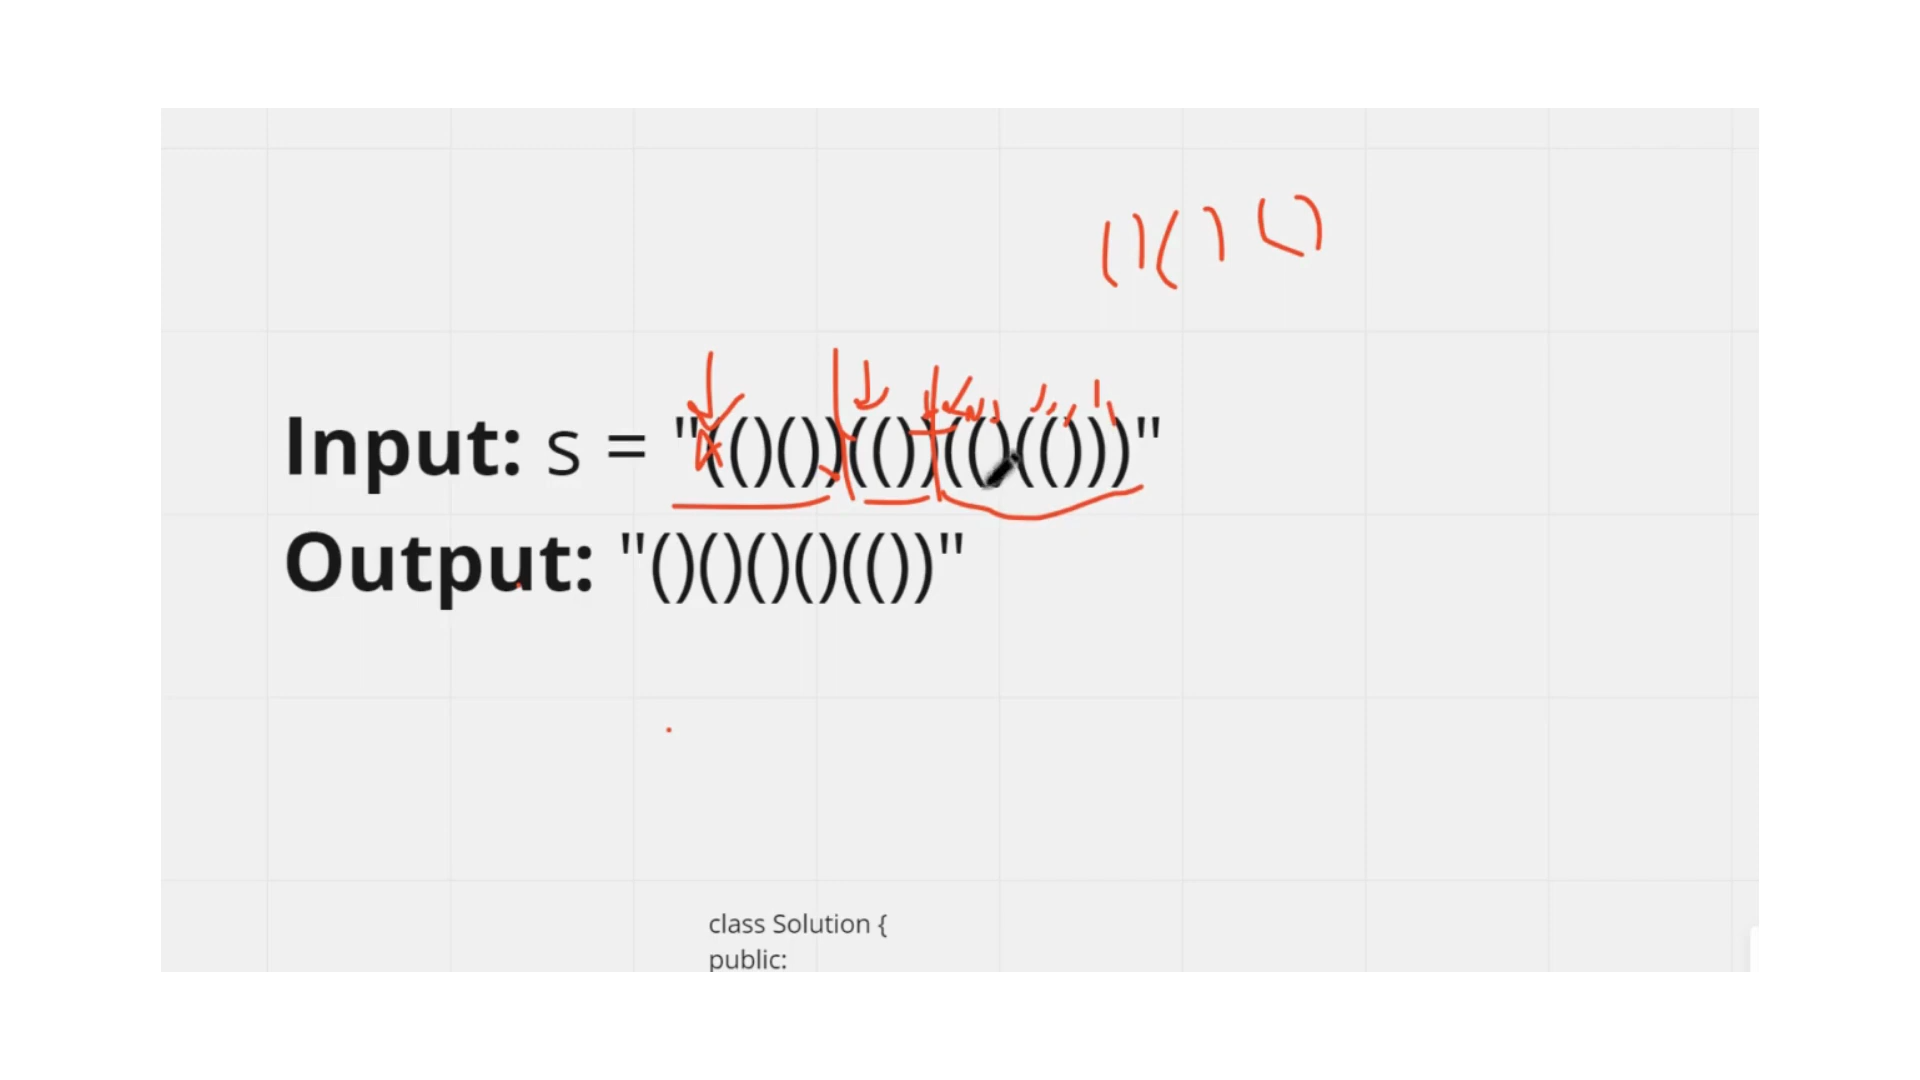 ()()()
Input: s = "(()())(())(()(()))"
Output: "()()()()(())"
class Solution {
public: